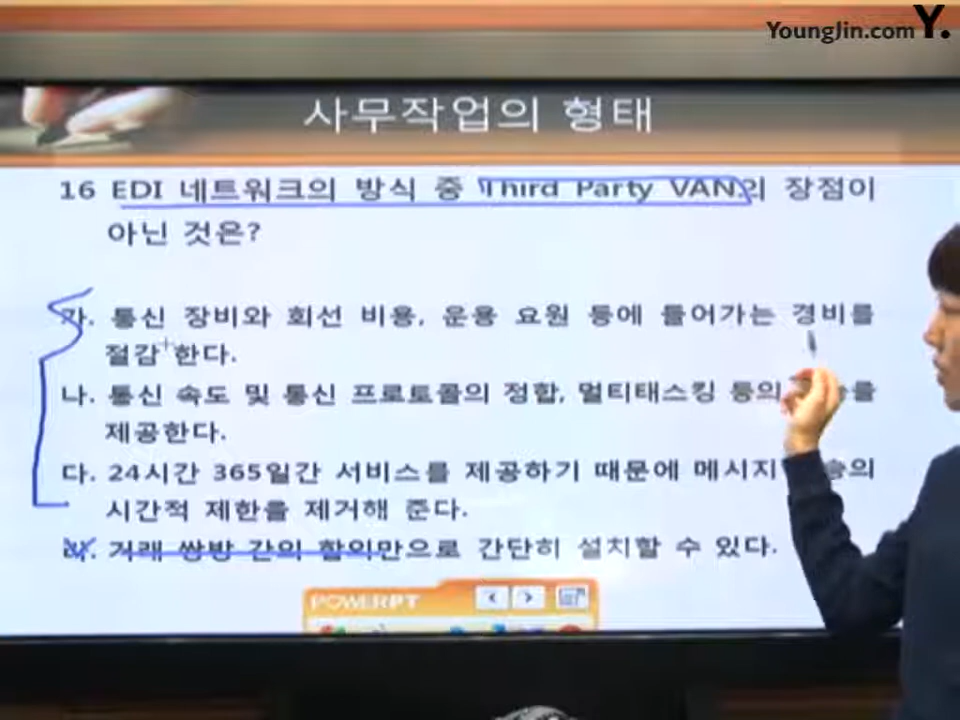 YoungJin.com Y.
사무작업의 형태
16 EDI 네트워크의 방식 중 Third Party VAN의 장점이
아닌 것은?
가. 통신 장비와 회선 비용, 운용 요원 등에 들어가는 경비를
절감 한다.
나. 통신 속도 및 통신 프로토콜의 정합, 멀티태스킹 등의 를
제공한다.
다. 24시간 365일간 서비스를 제공하기 때문에 메시지 송의
시간적 제한을 제거해 준다.
라. 거래 쌍방 간의 합의만으로 간단히 설치할 수 있다.
POWERPT